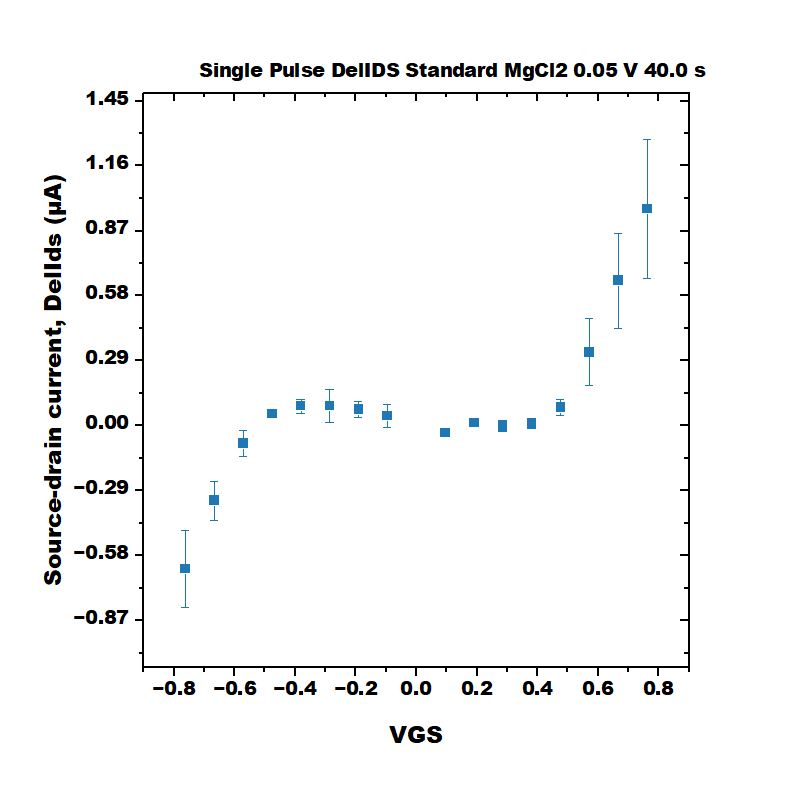 Single Pulse DelIDS Standard MgCl2 0.05 V 40.0 s
1.45
1.16
0.87
0.58
0.29
0.00
−0.29
−0.58
−0.87
Source-drain current, DelIds (μA)
−0.8 −0.6 −0.4 −0.2 0.0 0.2 0.4 0.6 0.8
VGS